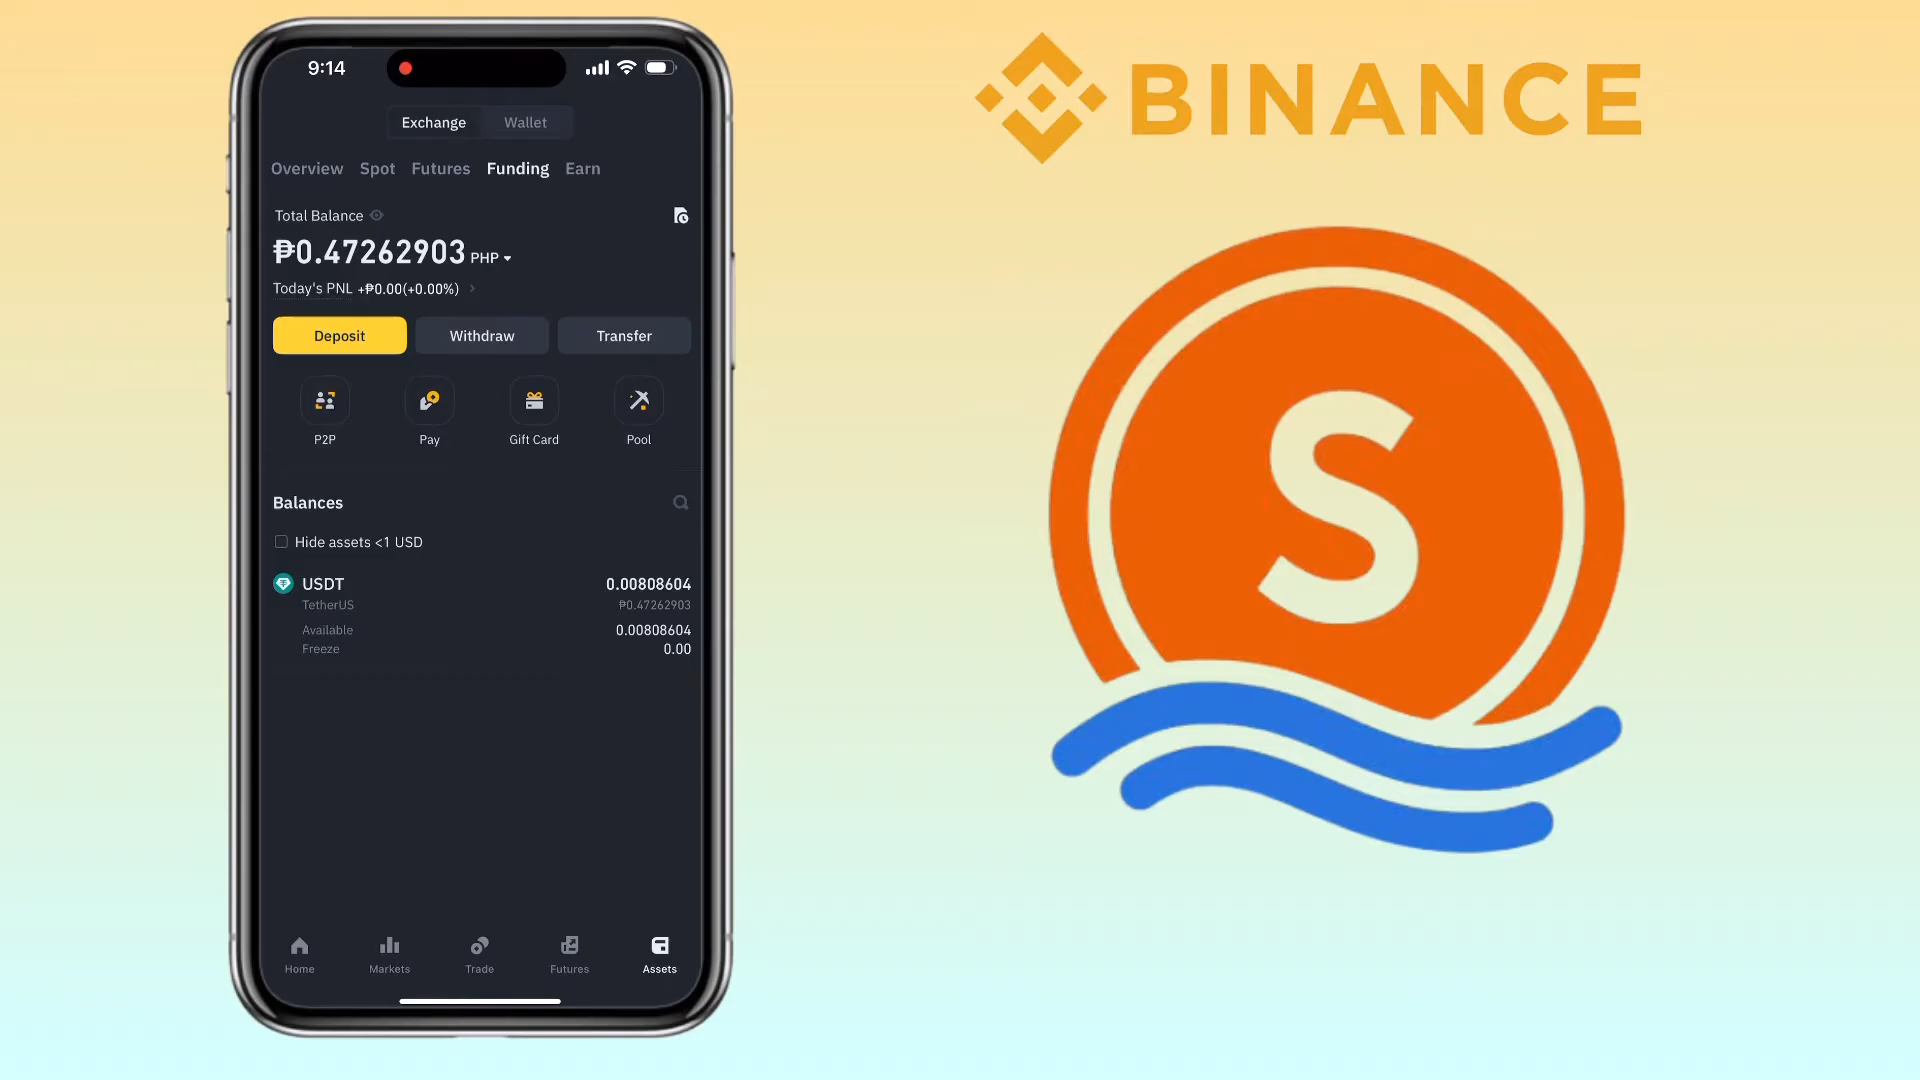 9:14
Exchange Wallet
Overview Spot Futures Funding Earn
Total Balance
₱0.47262903 PHP
Today's PNL +₱0.00(+0.00%)
Deposit Withdraw Transfer
P2P Pay Gift Card Pool
Balances
Hide assets <1 USD
USDT 0.00808604
TetherUS ₱0.47262903
Available 0.00808604
Freeze 0.00
Home Markets Trade Futures Assets
BINANCE
S